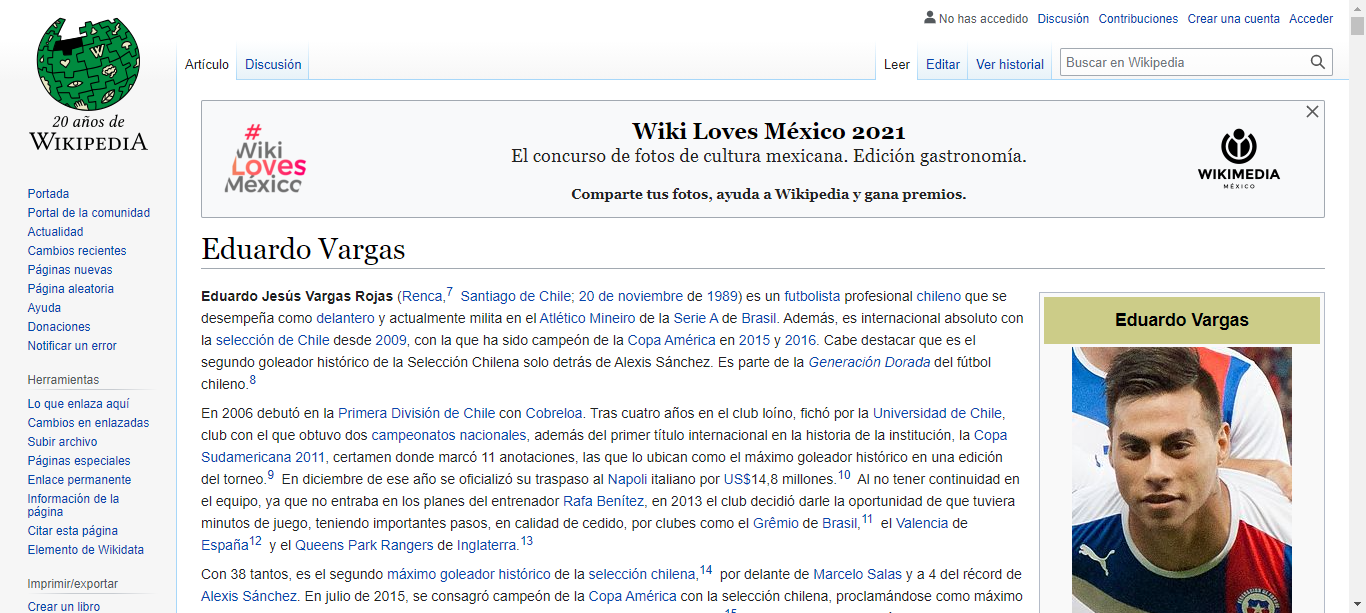 No has accedido Discusión Contribuciones Crear una cuenta Acceder
Artículo Discusión Leer Editar Ver historial Buscar en Wikipedia
20 años de
WIKIPEDIA
Portada
Portal de la comunidad
Actualidad
Cambios recientes
Páginas nuevas
Página aleatoria
Ayuda
Donaciones
Notificar un error
Herramientas
Lo que enlaza aquí
Cambios en enlazadas
Subir archivo
Páginas especiales
Enlace permanente
Información de la
página
Citar esta página
Elemento de Wikidata
Imprimir/exportar
Crear un libro
#
Wiki
Loves
México
Wiki Loves México 2021
El concurso de fotos de cultura mexicana. Edición gastronomía.
Comparte tus fotos, ayuda a Wikipedia y gana premios.
WIKIMEDIA
MÉXICO
Eduardo Vargas
Eduardo Jesús Vargas Rojas (Renca,7 Santiago de Chile; 20 de noviembre de 1989) es un futbolista profesional chileno que se
desempeña como delantero y actualmente milita en el Atlético Mineiro de la Serie A de Brasil. Además, es internacional absoluto con
la selección de Chile desde 2009, con la que ha sido campeón de la Copa América en 2015 y 2016. Cabe destacar que es el
segundo goleador histórico de la Selección Chilena solo detrás de Alexis Sánchez. Es parte de la Generación Dorada del fútbol
chileno.8
En 2006 debutó en la Primera División de Chile con Cobreloa. Tras cuatro años en el club loíno, fichó por la Universidad de Chile,
club con el que obtuvo dos campeonatos nacionales, además del primer título internacional en la historia de la institución, la Copa
Sudamericana 2011, certamen donde marcó 11 anotaciones, las que lo ubican como el máximo goleador histórico en una edición
del torneo.9 En diciembre de ese año se oficializó su traspaso al Napoli italiano por US$14,8 millones.10 Al no tener continuidad en
el equipo, ya que no entraba en los planes del entrenador Rafa Benítez, en 2013 el club decidió darle la oportunidad de que tuviera
minutos de juego, teniendo importantes pasos, en calidad de cedido, por clubes como el Grêmio de Brasil,11 el Valencia de
España12 y el Queens Park Rangers de Inglaterra.13
Con 38 tantos, es el segundo máximo goleador histórico de la selección chilena,14 por delante de Marcelo Salas y a 4 del récord de
Alexis Sánchez. En julio de 2015, se consagró campeón de la Copa América con la selección chilena, proclamándose como máximo
Eduardo Vargas